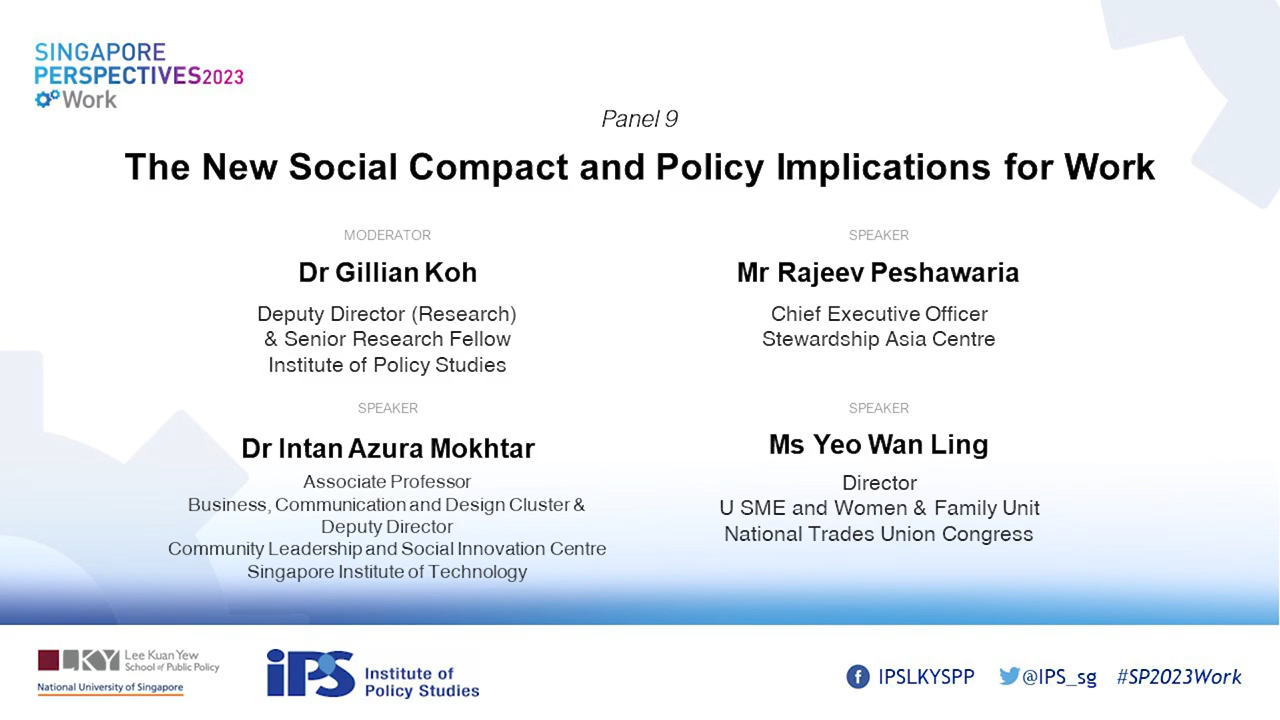 SINGAPORE
PERSPECTIVES2023
Work
Panel 9
The New Social Compact and Policy Implications for Work
MODERATOR
Dr Gillian Koh
Deputy Director (Research)
& Senior Research Fellow
Institute of Policy Studies
SPEAKER
Mr Rajeev Peshawaria
Chief Executive Officer
Stewardship Asia Centre
SPEAKER
Dr Intan Azura Mokhtar
Associate Professor
Business, Communication and Design Cluster &
Deputy Director
Community Leadership and Social Innovation Centre
Singapore Institute of Technology
SPEAKER
Ms Yeo Wan Ling
Director
U SME and Women & Family Unit
National Trades Union Congress
LKY Lee Kuan Yew
School of Public Policy
National University of Singapore
iPS Institute of
Policy Studies
IPSLKYSPP @IPS_sg #SP2023Work